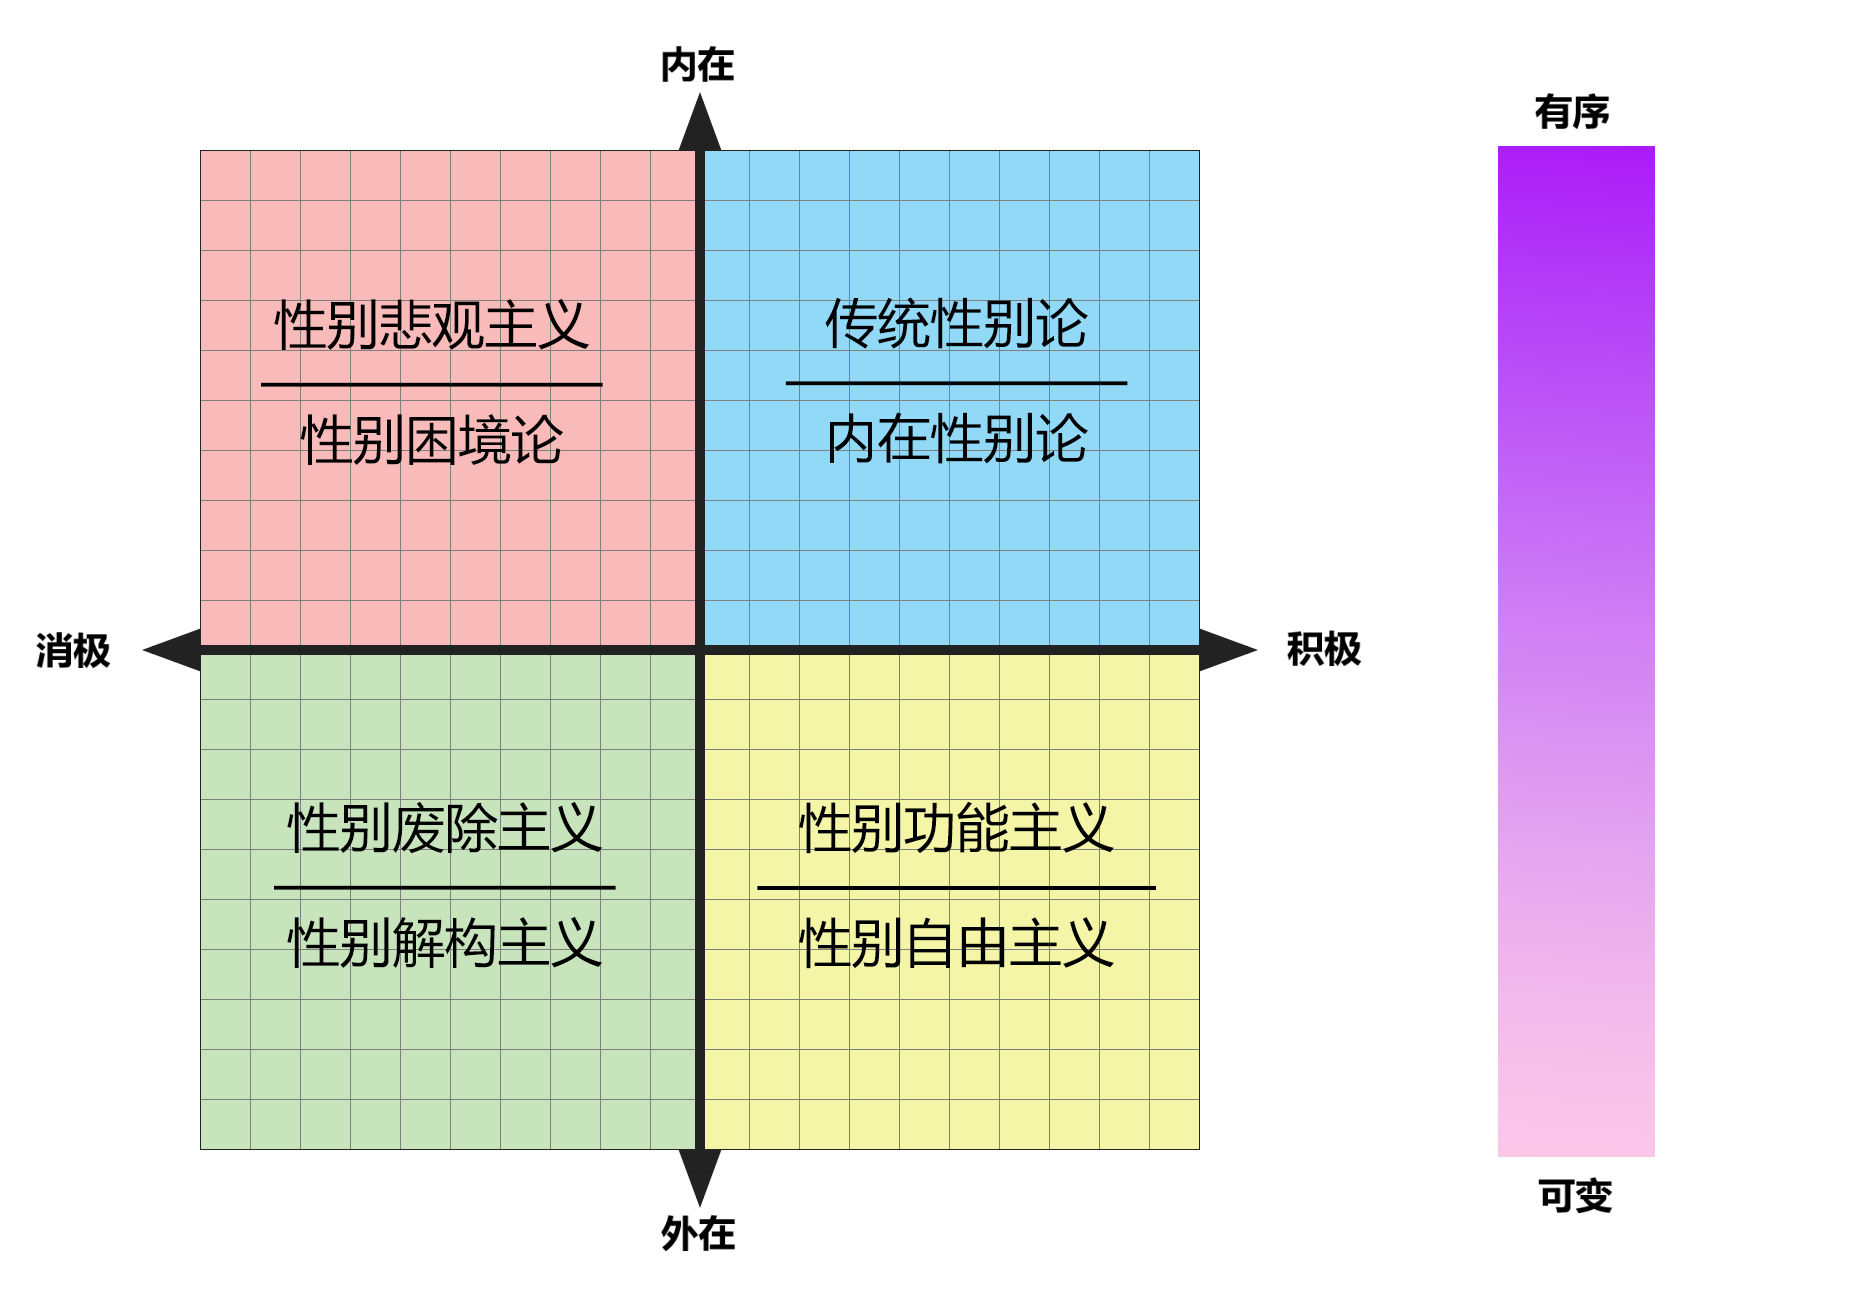 内在
有序
性别悲观主义
性别困境论
传统性别论
内在性别论
消极
积极
性别废除主义
性别解构主义
性别功能主义
性别自由主义
可变
外在